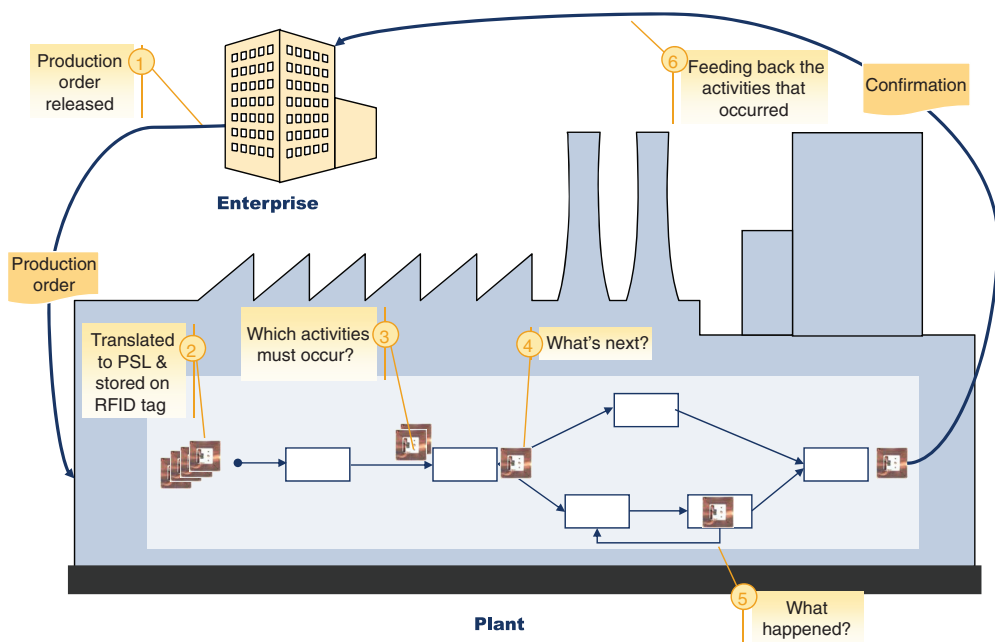 1
Production
order
released
6
Feeding back the
activities that
occurred
Confirmation
Enterprise
Production
order
2
Translated
to PSL &
stored on
RFID tag
3
Which activities
must occur?
4
What's next?
5
What
happened?
Plant